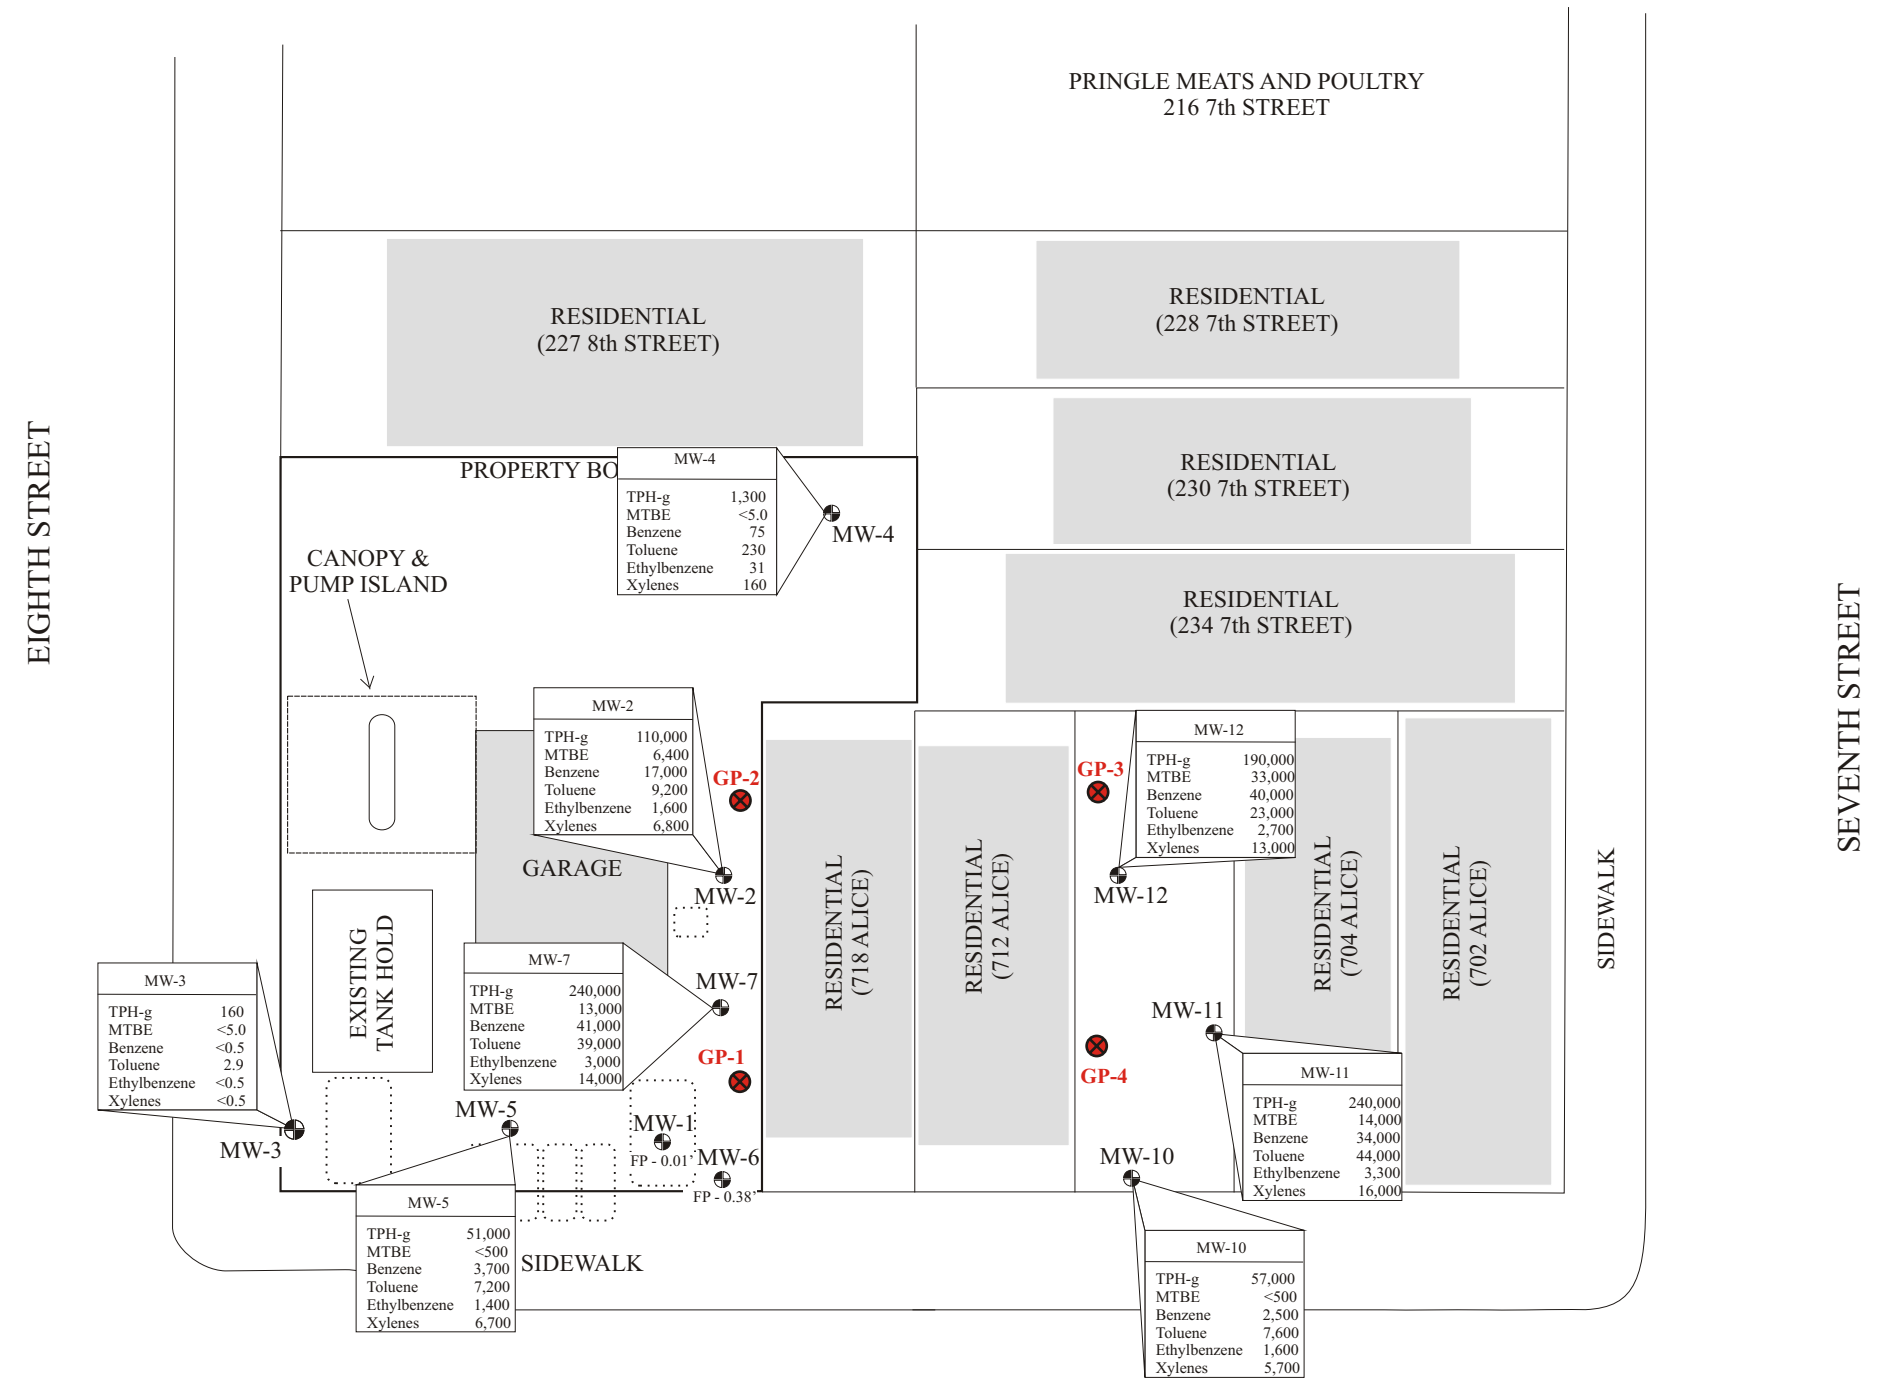 PRINGLE MEATS AND POULTRY
216 7th STREET
RESIDENTIAL
(227 8th STREET)
RESIDENTIAL
(228 7th STREET)
RESIDENTIAL
(230 7th STREET)
RESIDENTIAL
(234 7th STREET)
EIGHTH STREET
SEVENTH STREET
PROPERTY BO
MW-4
TPH-g 1,300
MTBE <5.0
Benzene 75
Toluene 230
Ethylbenzene 31
Xylenes 160
MW-4
CANOPY &
PUMP ISLAND
MW-2
TPH-g 110,000
MTBE 6,400
Benzene 17,000
Toluene 9,200
Ethylbenzene 1,600
Xylenes 6,800
GP-2
GARAGE
MW-2
GP-3
MW-12
TPH-g 190,000
MTBE 33,000
Benzene 40,000
Toluene 23,000
Ethylbenzene 2,700
Xylenes 13,000
MW-12
RESIDENTIAL
(718 ALICE)
RESIDENTIAL
(712 ALICE)
RESIDENTIAL
(704 ALICE)
RESIDENTIAL
(702 ALICE)
SIDEWALK
EXISTING
TANK HOLD
MW-3
TPH-g 160
MTBE <5.0
Benzene <0.5
Toluene 2.9
Ethylbenzene <0.5
Xylenes <0.5
MW-3
MW-7
TPH-g 240,000
MTBE 13,000
Benzene 41,000
Toluene 39,000
Ethylbenzene 3,000
Xylenes 14,000
MW-7
GP-1
MW-5
MW-1
FP - 0.01'
MW-6
FP - 0.38'
MW-5
TPH-g 51,000
MTBE <500
Benzene 3,700
Toluene 7,200
Ethylbenzene 1,400
Xylenes 6,700
SIDEWALK
MW-11
GP-4
MW-11
TPH-g 240,000
MTBE 14,000
Benzene 34,000
Toluene 44,000
Ethylbenzene 3,300
Xylenes 16,000
MW-10
MW-10
TPH-g 57,000
MTBE <500
Benzene 2,500
Toluene 7,600
Ethylbenzene 1,600
Xylenes 5,700